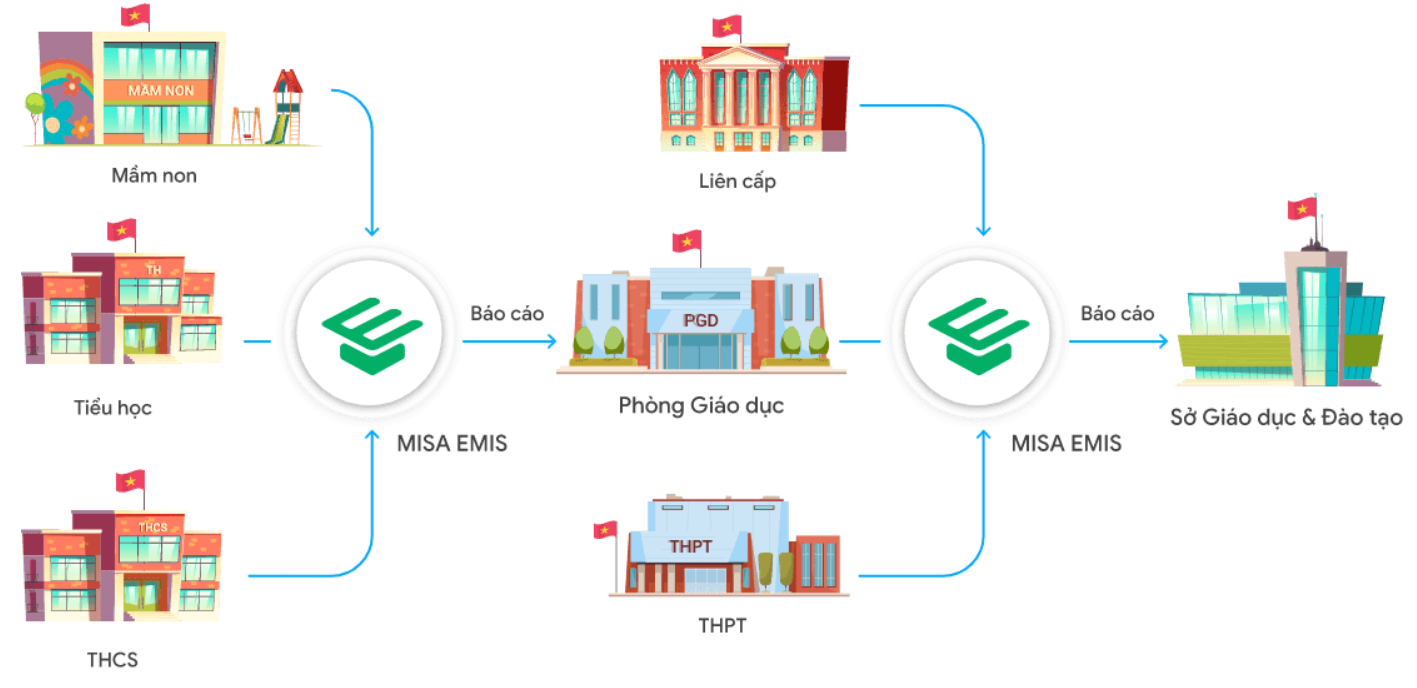 MẦM NON
Mầm non
Liên cấp
TH
Tiểu học
Báo cáo
PGD
Phòng Giáo dục
Báo cáo
Sở Giáo dục & Đào tạo
MISA EMIS
MISA EMIS
THCS
THCS
THPT
THPT